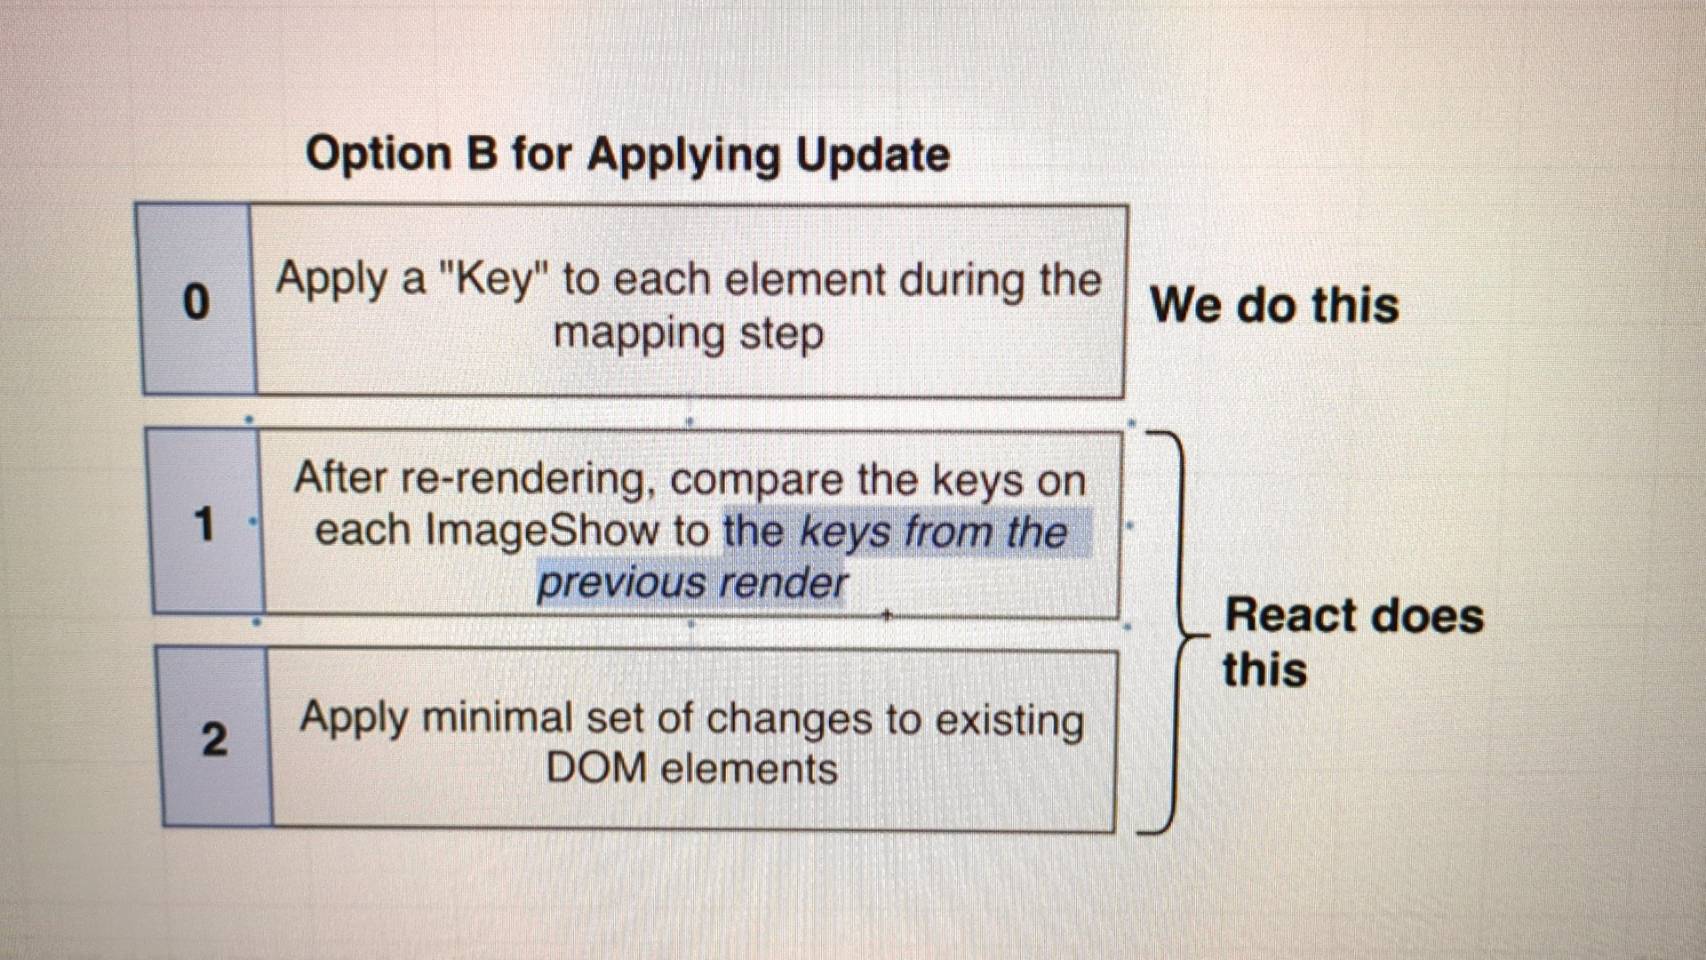 Option B for Applying Update
0
Apply a "Key" to each element during the
mapping step
We do this
1
After re-rendering, compare the keys on
each ImageShow to the keys from the
previous render
2
Apply minimal set of changes to existing
DOM elements
React does
this